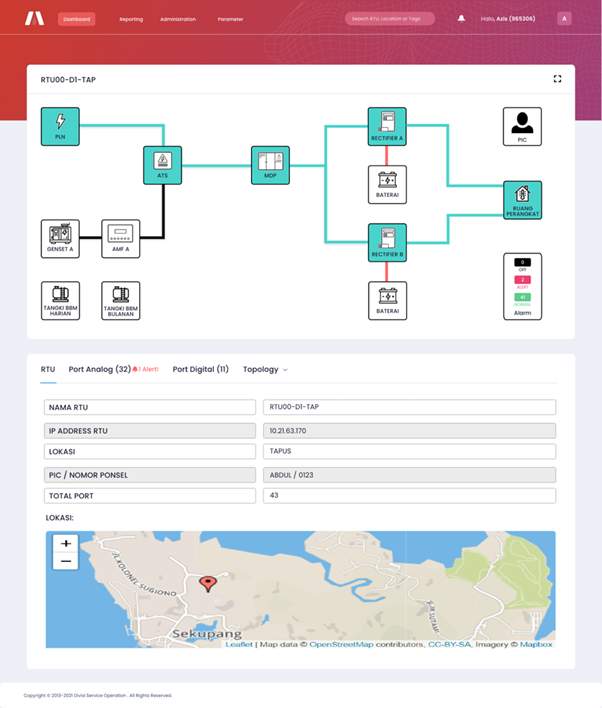 Dashboard
Reporting
Administration
Parameter
Search RTU, Location or Tags
Halo, Azis (965306)
A
RTU00-D1-TAP
PLN
ATS
MDP
RECTIFIER A
BATERAI
PIC
RUANG
PERANGKAT
GENSET A
AMF A
RECTIFIER B
BATERAI
TANGKI BBM
HARIAN
TANGKI BBM
BULANAN
0
OFF
2
ALERT
41
NORMAL
Alarm
RTU
Port Analog (32) 1 Alert!
Port Digital (11)
Topology
NAMA RTU
RTU00-D1-TAP
IP ADDRESS RTU
10.21.63.170
LOKASI
TAPUS
PIC / NOMOR PONSEL
ABDUL / 0123
TOTAL PORT
43
LOKASI:
+
−
JL.KOLONEL.SUGIONO
JL.IR.SUTAMI
Sekupang
Leaflet | Map data © OpenStreetMap contributors, CC-BY-SA, Imagery © Mapbox
Copyright © 2010-2021 Divisi Service Operation . All Rights Reserved.